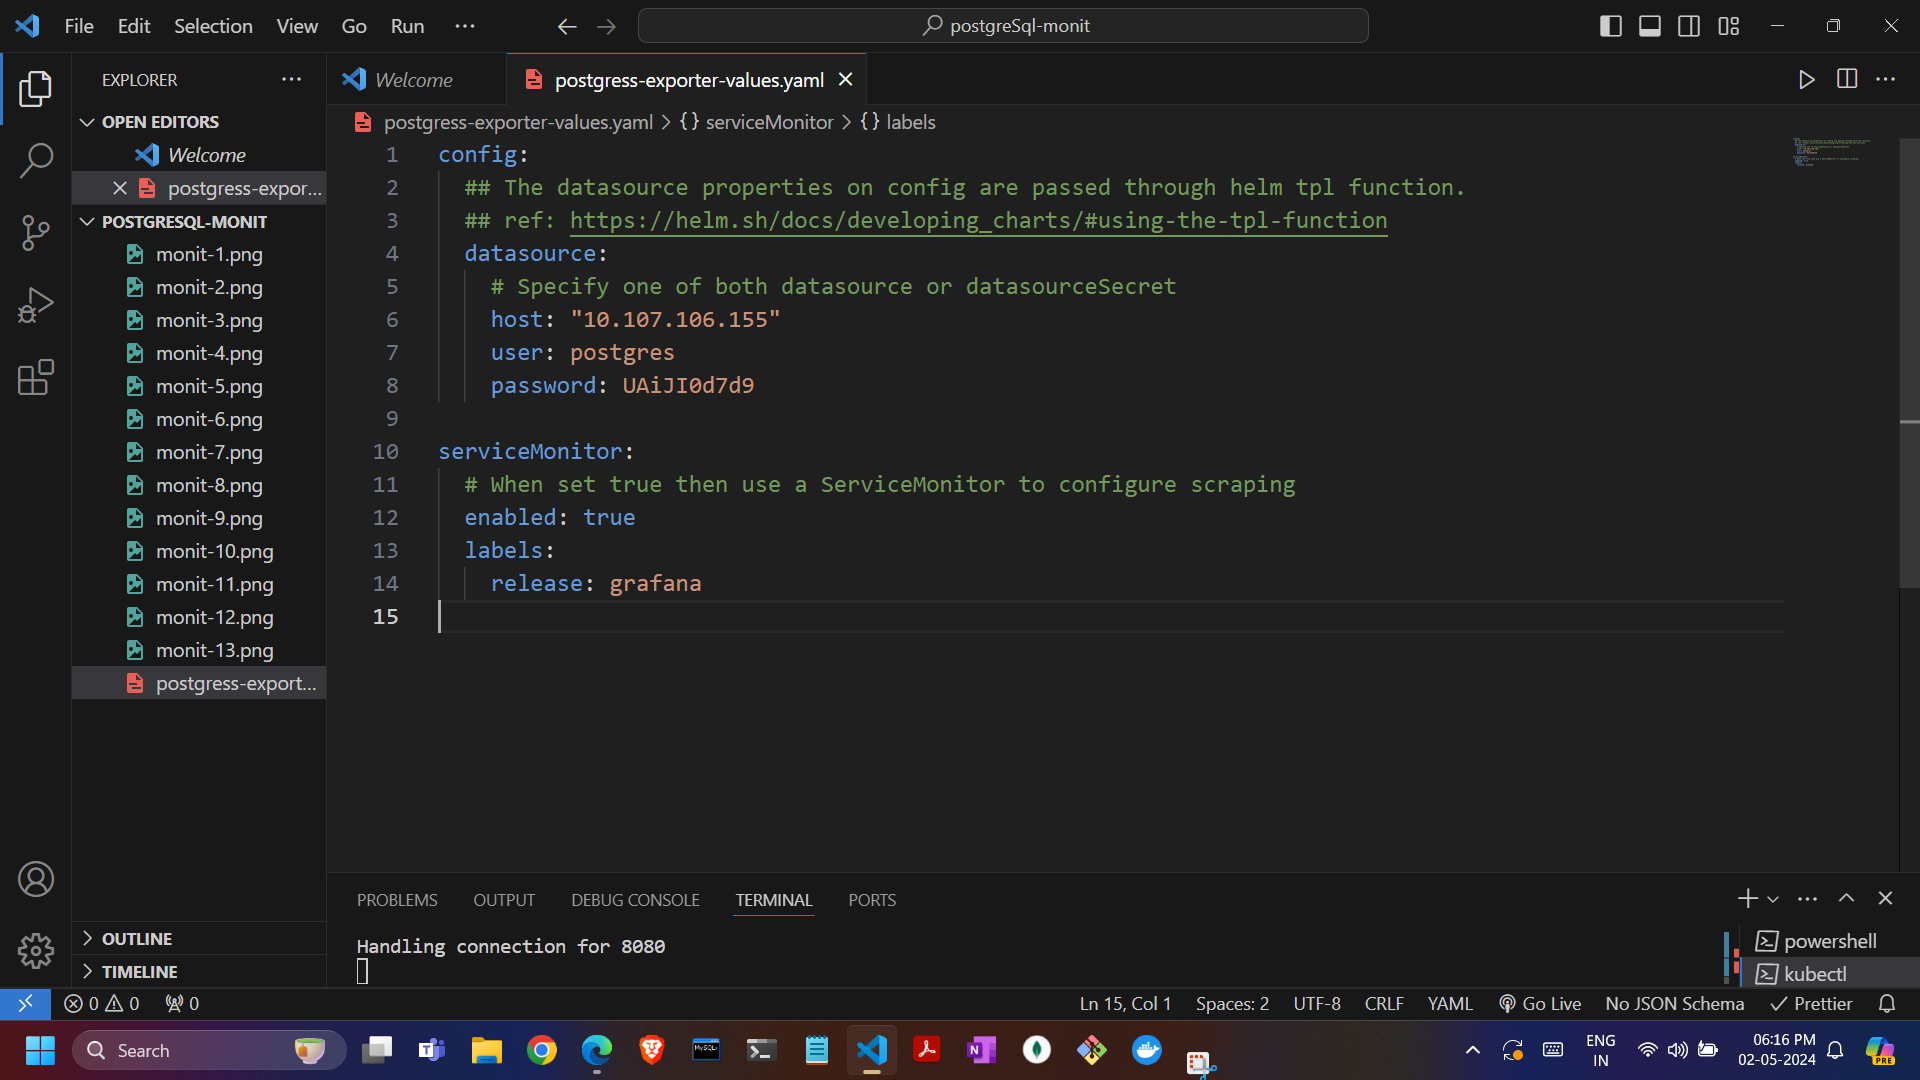 File Edit Selection View Go Run ···
postgreSql-monit
EXPLORER ···
OPEN EDITORS
Welcome
postgress-expor...
POSTGRESQL-MONIT
monit-1.png
monit-2.png
monit-3.png
monit-4.png
monit-5.png
monit-6.png
monit-7.png
monit-8.png
monit-9.png
monit-10.png
monit-11.png
monit-12.png
monit-13.png
postgress-export...
OUTLINE
TIMELINE
Welcome
postgress-exporter-values.yaml
postgress-exporter-values.yaml > {} serviceMonitor > {} labels
1 config:
2 ## The datasource properties on config are passed through helm tpl function.
3 ## ref: https://helm.sh/docs/developing_charts/#using-the-tpl-function
4 datasource:
5 # Specify one of both datasource or datasourceSecret
6 host: "10.107.106.155"
7 user: postgres
8 password: UAiJI0d7d9
9
10 serviceMonitor:
11 # When set true then use a ServiceMonitor to configure scraping
12 enabled: true
13 labels:
14 release: grafana
15
PROBLEMS OUTPUT DEBUG CONSOLE TERMINAL PORTS
Handling connection for 8080
powershell
kubectl
0 0 0
Ln 15, Col 1 Spaces: 2 UTF-8 CRLF YAML Go Live No JSON Schema Prettier
Search
MySQL
ENG
IN
06:16 PM
02-05-2024
PRE